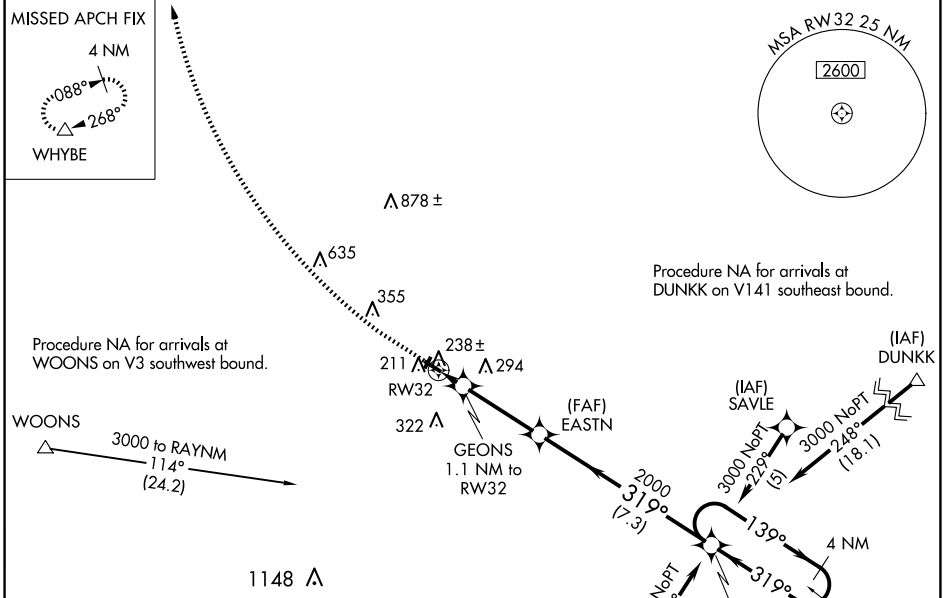 MISSED APCH FIX
4 NM
088°
268°
WHYBE
MSA RW32 25 NM
2600
878 ±
635
355
Procedure NA for arrivals at
DUNKK on V141 southeast bound.
Procedure NA for arrivals at
WOONS on V3 southwest bound.
238 ±
211
294
RW32
322
(IAF)
DUNKK
(IAF)
SAVLE
(FAF)
EASTN
WOONS
3000 to RAYNM
114°
(24.2)
GEONS
1.1 NM to
RW32
3000 NoPT
229°
(5)
3000 NoPT
248°
(18.1)
2000
319°
(7.3)
139°
4 NM
319°
NoPT
1148